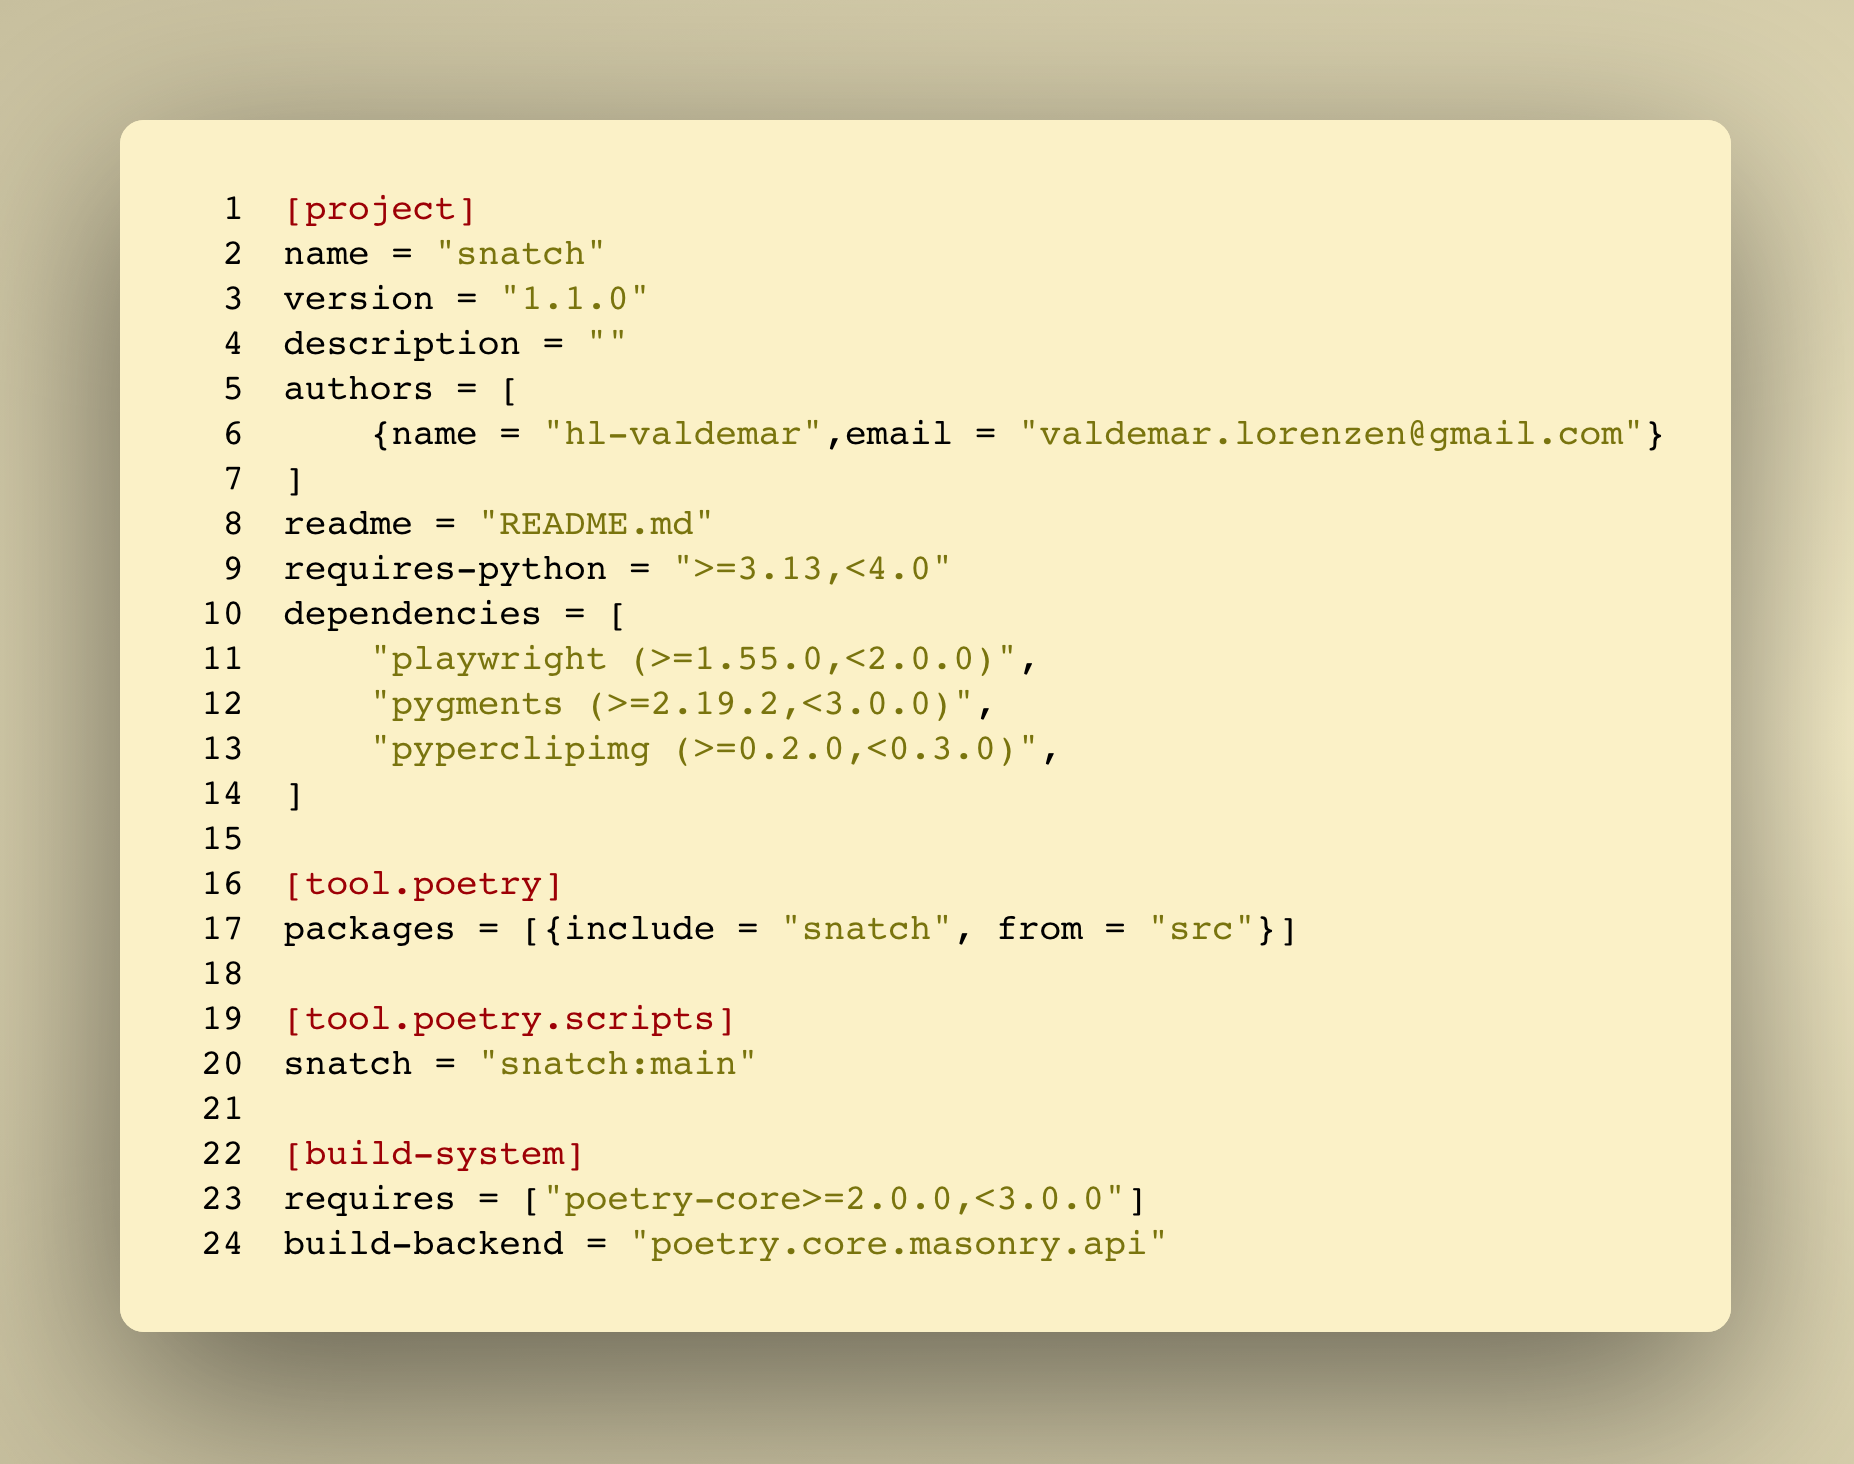 1 [project]
2 name = "snatch"
3 version = "1.1.0"
4 description = ""
5 authors = [
6     {name = "hl-valdemar",email = "valdemar.lorenzen@gmail.com"}
7 ]
8 readme = "README.md"
9 requires-python = ">=3.13,<4.0"
10 dependencies = [
11     "playwright (>=1.55.0,<2.0.0)",
12     "pygments (>=2.19.2,<3.0.0)",
13     "pyperclipimg (>=0.2.0,<0.3.0)",
14 ]
15
16 [tool.poetry]
17 packages = [{include = "snatch", from = "src"}]
18
19 [tool.poetry.scripts]
20 snatch = "snatch:main"
21
22 [build-system]
23 requires = ["poetry-core>=2.0.0,<3.0.0"]
24 build-backend = "poetry.core.masonry.api"